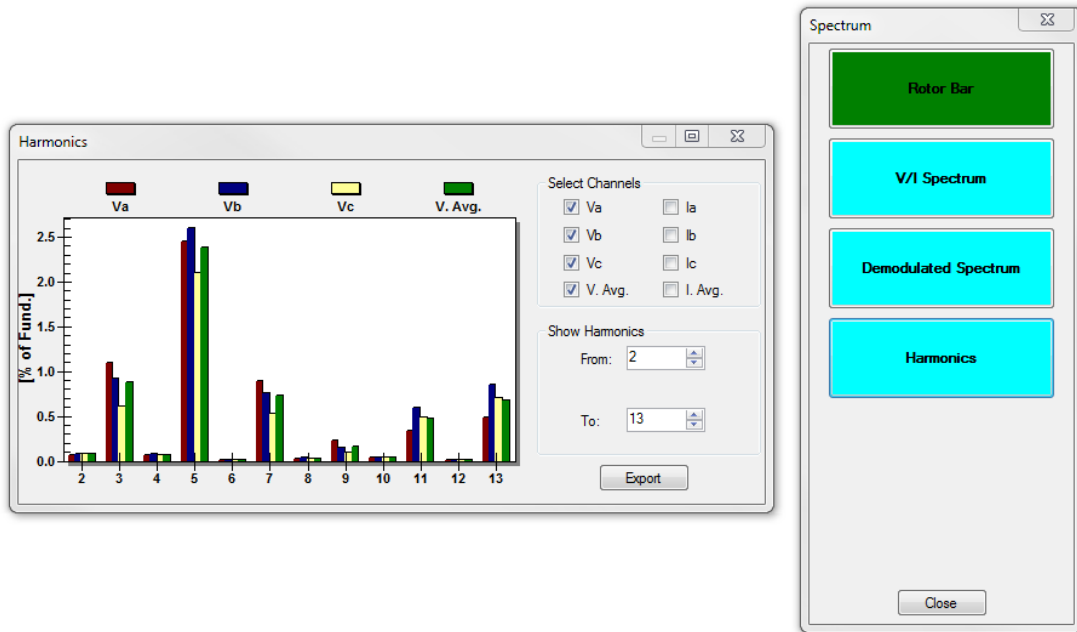 Harmonics
Va Vb Vc V. Avg.
[% of Fund.]
2.5
2.0
1.5
1.0
0.5
0.0
2 3 4 5 6 7 8 9 10 11 12 13
Select Channels
Va Ia
Vb Ib
Vc Ic
V. Avg. I. Avg.
Show Harmonics
From: 2
To: 13
Export
Spectrum
Rotor Bar
V/I Spectrum
Demodulated Spectrum
Harmonics
Close